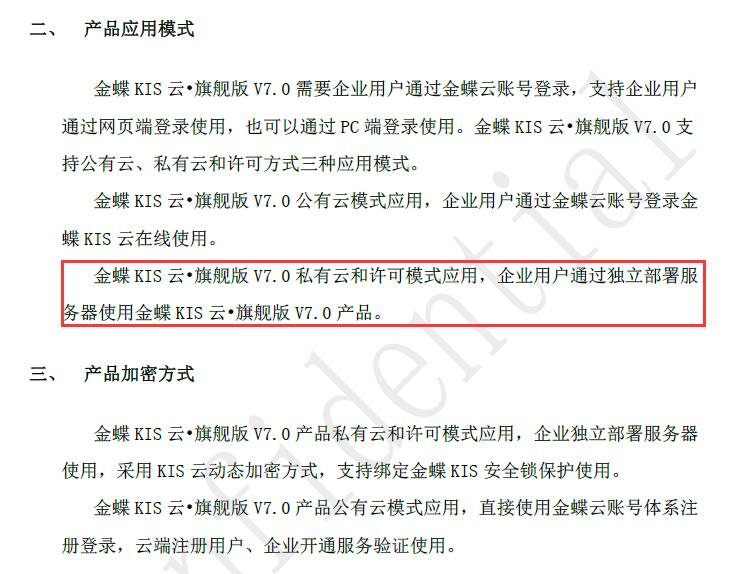 二、 产品应用模式
金蝶 KIS 云•旗舰版 V7.0 需要企业用户通过金蝶云账号登录，支持企业用户
通过网页端登录使用，也可以通过 PC 端登录使用。金蝶 KIS 云•旗舰版 V7.0 支
持公有云、私有云和许可方式三种应用模式。
金蝶 KIS 云•旗舰版 V7.0 公有云模式应用，企业用户通过金蝶云账号登录金
蝶 KIS 云在线使用。
金蝶 KIS 云•旗舰版 V7.0 私有云和许可模式应用，企业用户通过独立部署服
务器使用金蝶 KIS 云•旗舰版 V7.0 产品。
三、 产品加密方式
金蝶 KIS 云•旗舰版 V7.0 产品私有云和许可模式应用，企业独立部署服务器
使用，采用 KIS 云动态加密方式，支持绑定金蝶 KIS 安全锁保护使用。
金蝶 KIS 云•旗舰版 V7.0 产品公有云模式应用，直接使用金蝶云账号体系注
册登录，云端注册用户、企业开通服务验证使用。
nfidential